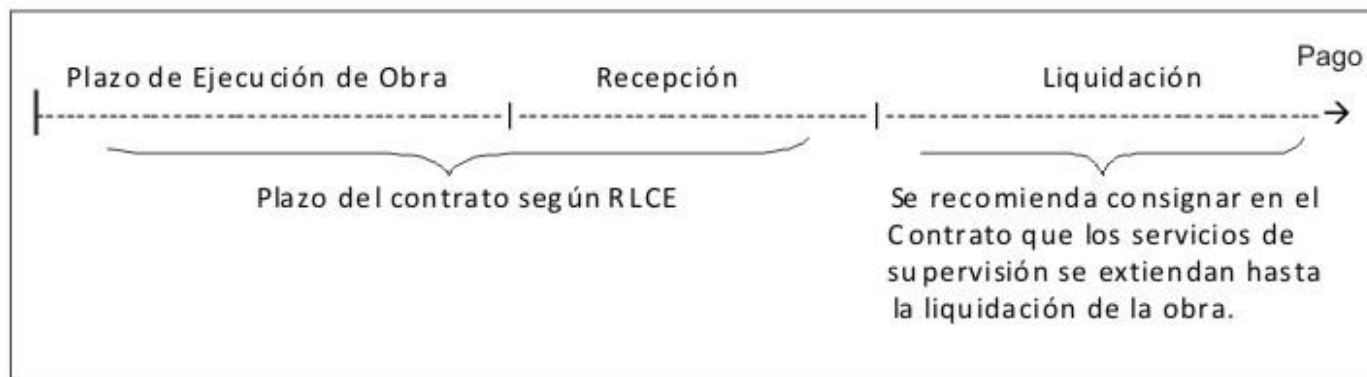 Pago
Plazo de Ejecución de Obra Recepción Liquidación
Plazo del contrato según RLCE
Se recomienda consignar en el
Contrato que los servicios de
supervisión se extiendan hasta
la liquidación de la obra.